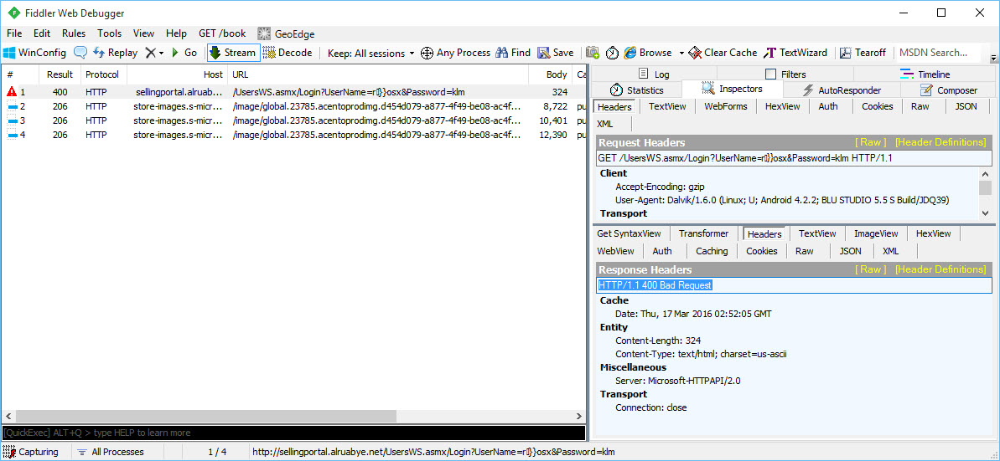 Fiddler Web Debugger
File Edit Rules Tools View Help GET /book GeoEdge
WinConfig Replay Go Stream Decode Keep: All sessions Any Process Find Save Browse Clear Cache TextWizard Tearoff MSDN Search...
# Result Protocol Host URL Body Ca
1 400 HTTP sellingportal.alruab... /UsersWS.asmx/Login?UserName=r▯}}osx&Password=klm 324
2 206 HTTP store-images.s-micr... /image/global.23785.acentoprodimg.d454d079-a877-4f49-be08-ac4f... 8,722 pu
3 206 HTTP store-images.s-micr... /image/global.23785.acentoprodimg.d454d079-a877-4f49-be08-ac4f... 10,401 pu
4 206 HTTP store-images.s-micr... /image/global.23785.acentoprodimg.d454d079-a877-4f49-be08-ac4f... 12,390 pu
[QuickExec] ALT+Q > type HELP to learn more
Log Filters Timeline
Statistics Inspectors AutoResponder Composer
Headers TextView WebForms HexView Auth Cookies Raw JSON
XML
Request Headers [ Raw ] [Header Definitions]
GET /UsersWS.asmx/Login?UserName=r▯}}osx&Password=klm HTTP/1.1
Client
Accept-Encoding: gzip
User-Agent: Dalvik/1.6.0 (Linux; U; Android 4.2.2; BLU STUDIO 5.5 S Build/JDQ39)
Transport
Get SyntaxView Transformer Headers TextView ImageView HexView
WebView Auth Caching Cookies Raw JSON XML
Response Headers [ Raw ] [Header Definitions]
HTTP/1.1 400 Bad Request
Cache
Date: Thu, 17 Mar 2016 02:52:05 GMT
Entity
Content-Length: 324
Content-Type: text/html; charset=us-ascii
Miscellaneous
Server: Microsoft-HTTPAPI/2.0
Transport
Connection: close
Capturing All Processes 1 / 4 http://sellingportal.alruabye.net/UsersWS.asmx/Login?UserName=r▯}}osx&Password=klm